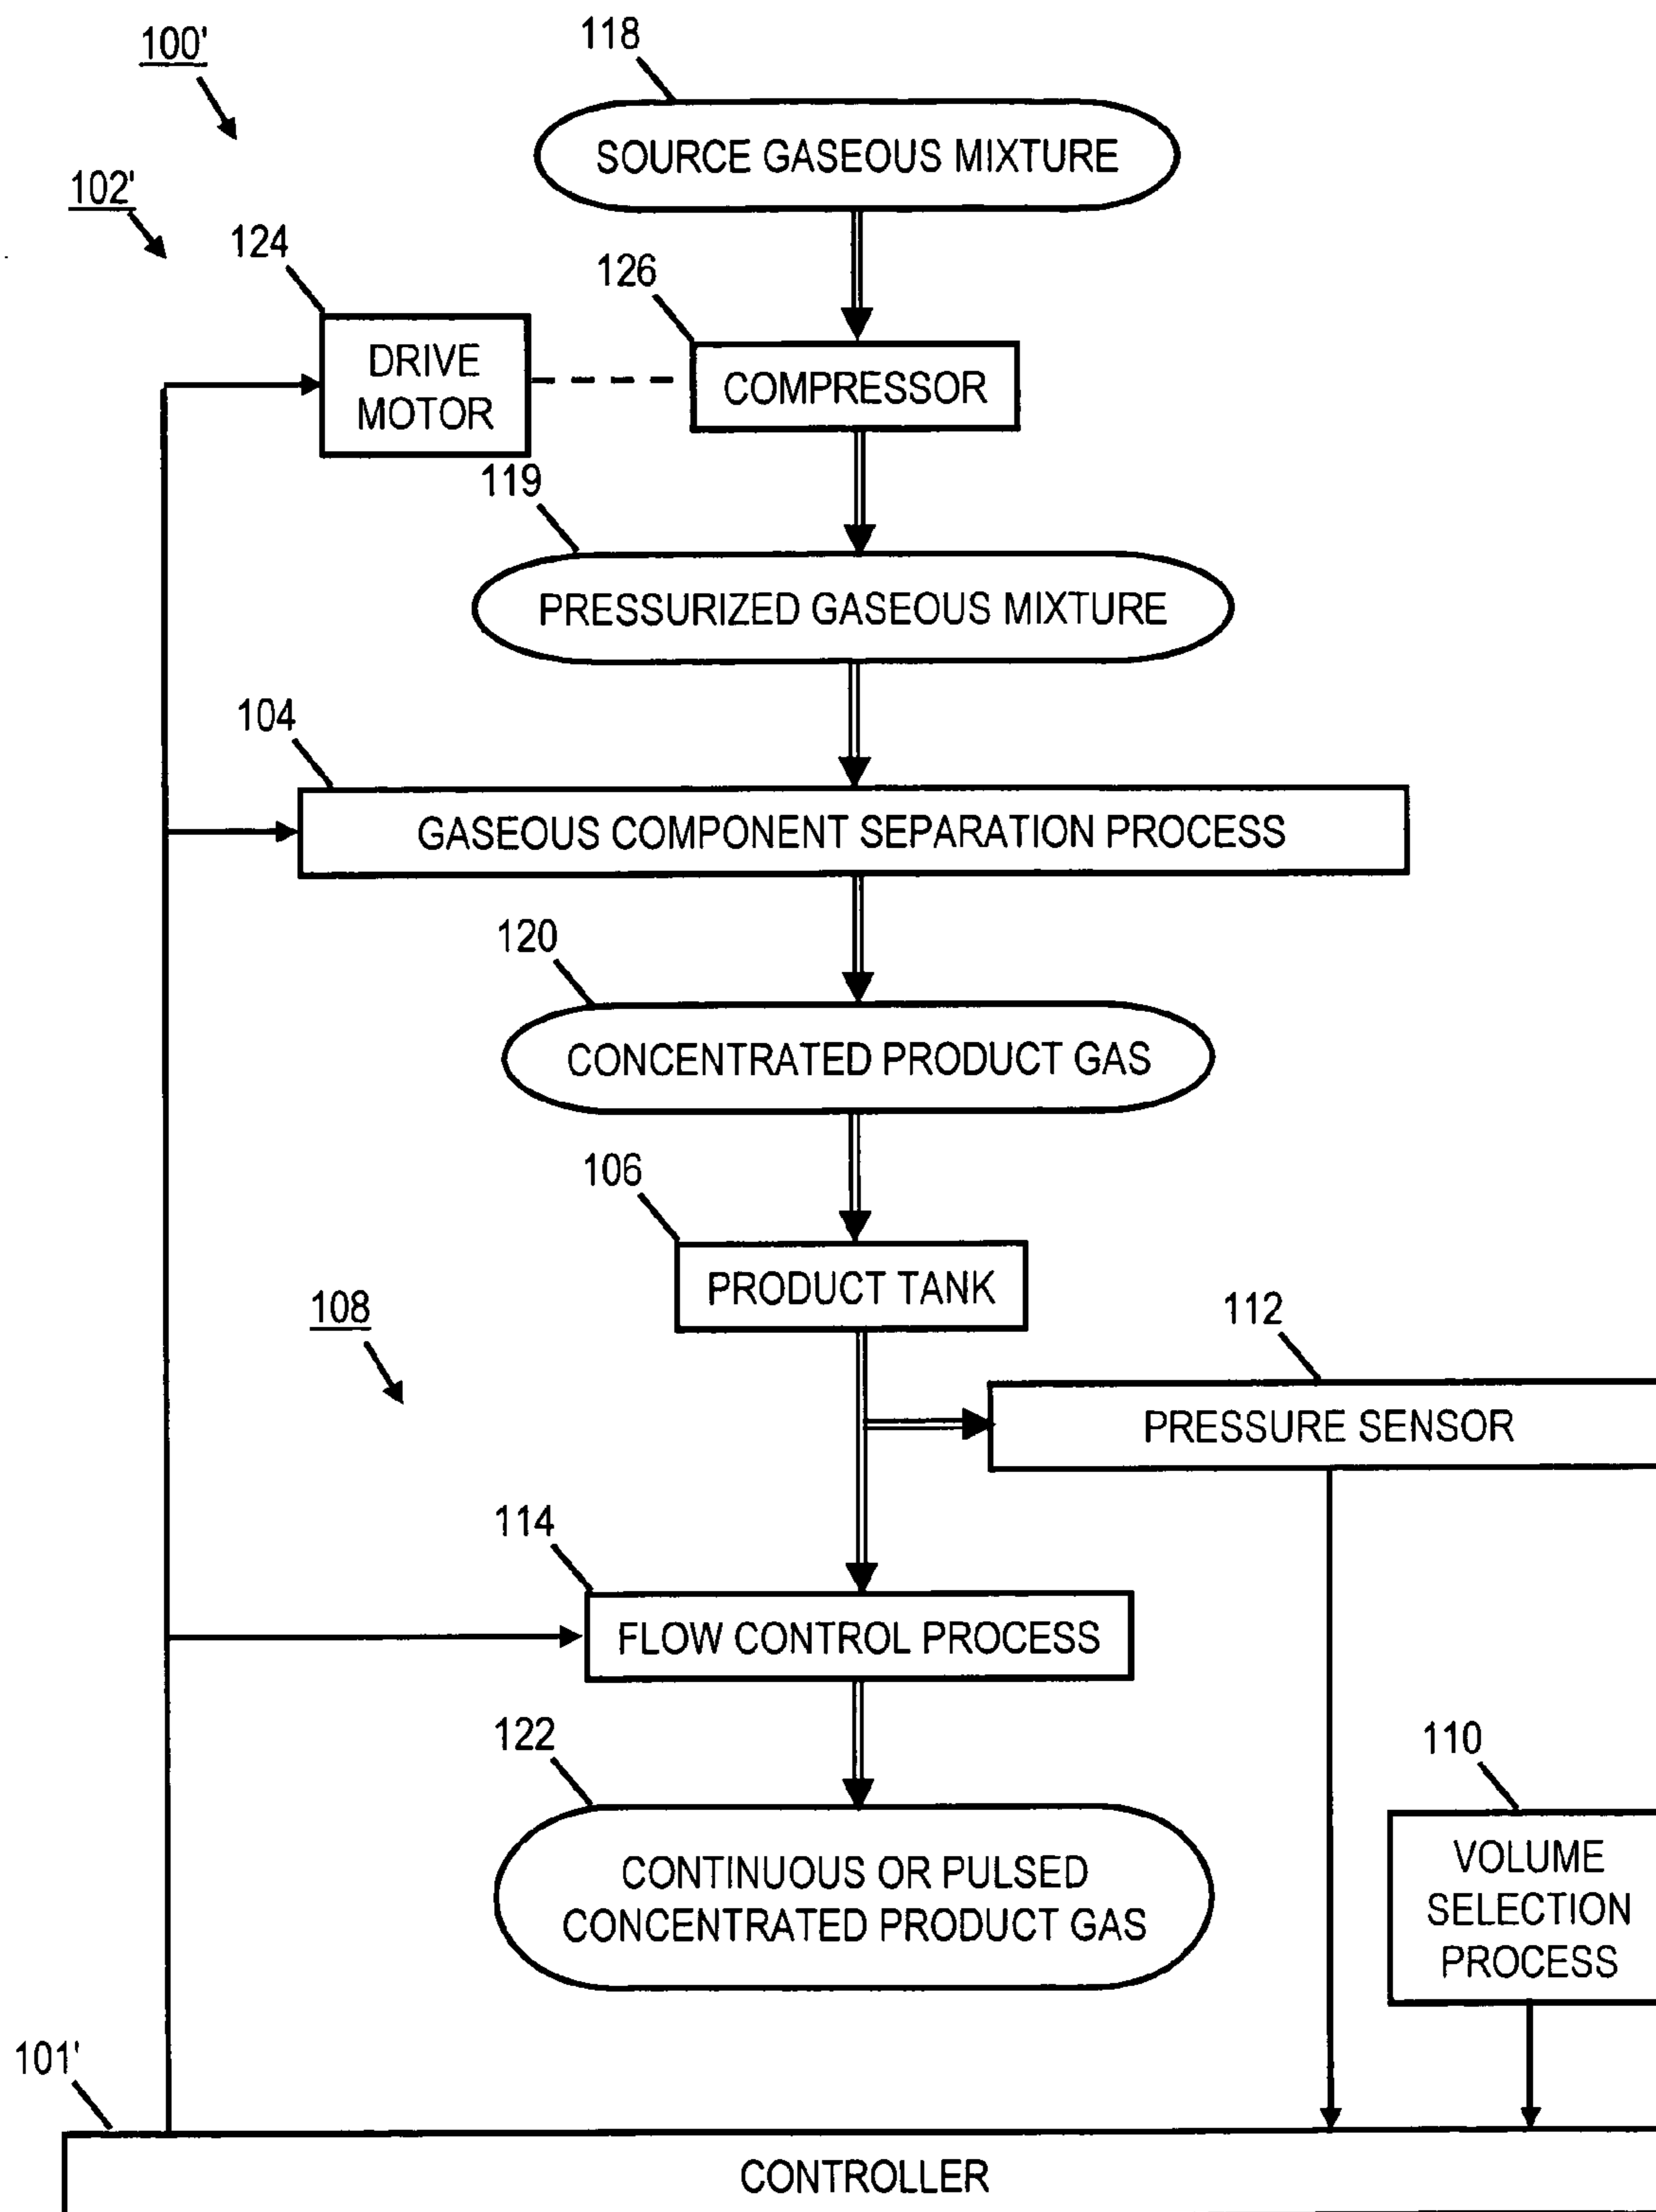 100'
118
SOURCE GASEOUS MIXTURE
102'
124
126
DRIVE
MOTOR
COMPRESSOR
119
PRESSURIZED GASEOUS MIXTURE
104
GASEOUS COMPONENT SEPARATION PROCESS
120
CONCENTRATED PRODUCT GAS
106
PRODUCT TANK
108
112
PRESSURE SENSOR
114
FLOW CONTROL PROCESS
122
110
CONTINUOUS OR PULSED
CONCENTRATED PRODUCT GAS
VOLUME
SELECTION
PROCESS
101'
CONTROLLER